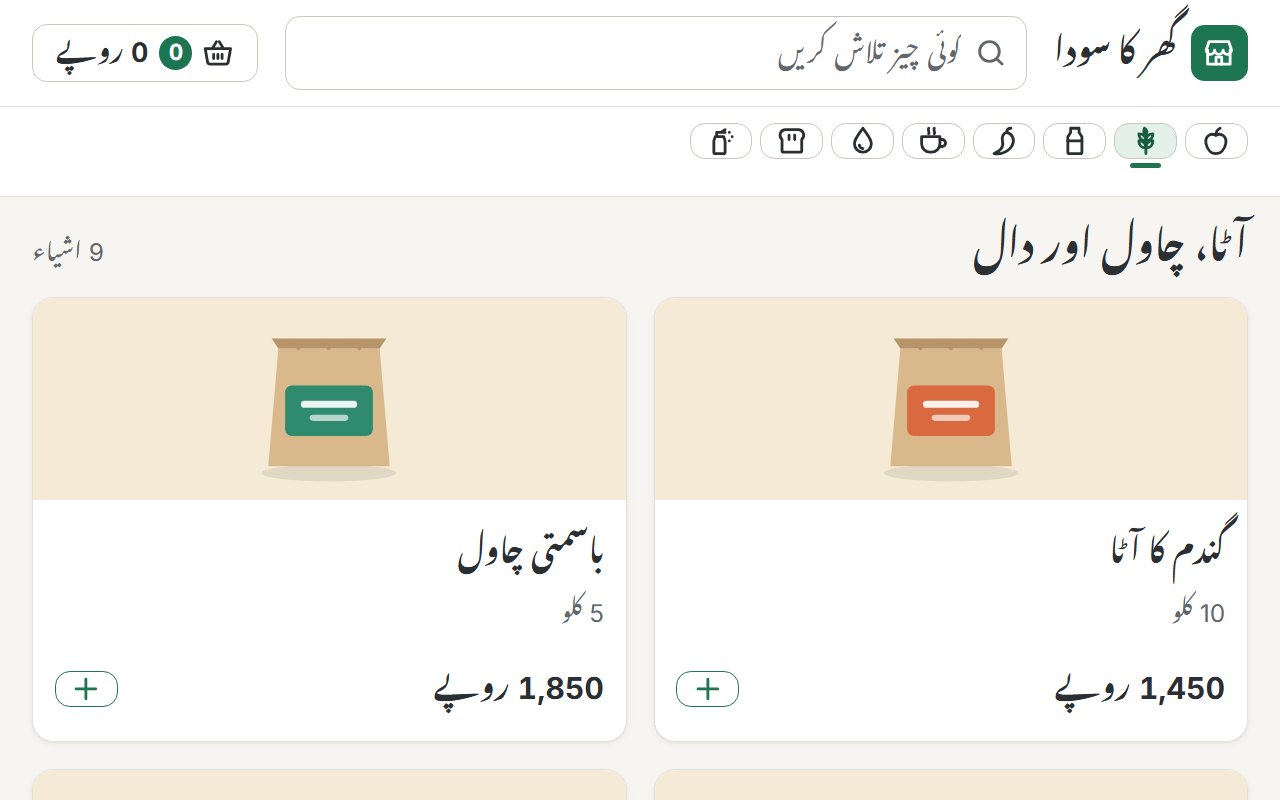 گھر کا سودا
کوئی چیز تلاش کریں
0 0 روپے
آٹا، چاول اور دال
9 اشیاء
گندم کا آٹا
10 کلو
1,450 روپے
باسمتی چاول
5 کلو
1,850 روپے